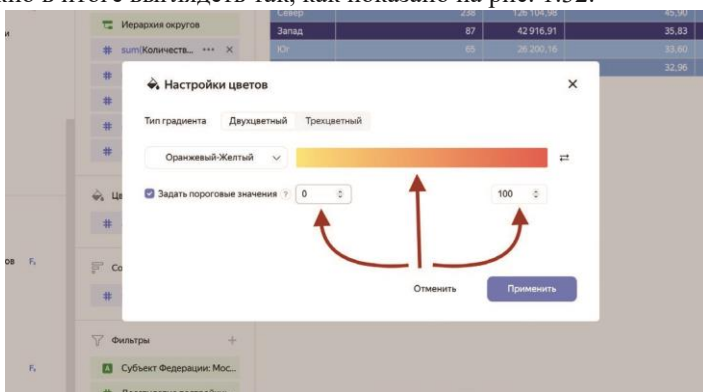 но в итоге выглядеть так, как показано на рис. 1.32.
Иерархия округов
sum(Количеств... ••• ×
Север 238 126 104,98 45,90
Запад 87 42 916,91 35,83
Юг 65 26 200,16 33,60
32,96
Настройки цветов
Тип градиента Двухцветный Трехцветный
Оранжевый-Желтый
Задать пороговые значения ? 0 100
Отменить Применить
Фильтры +
Субъект Федерации: Мос...